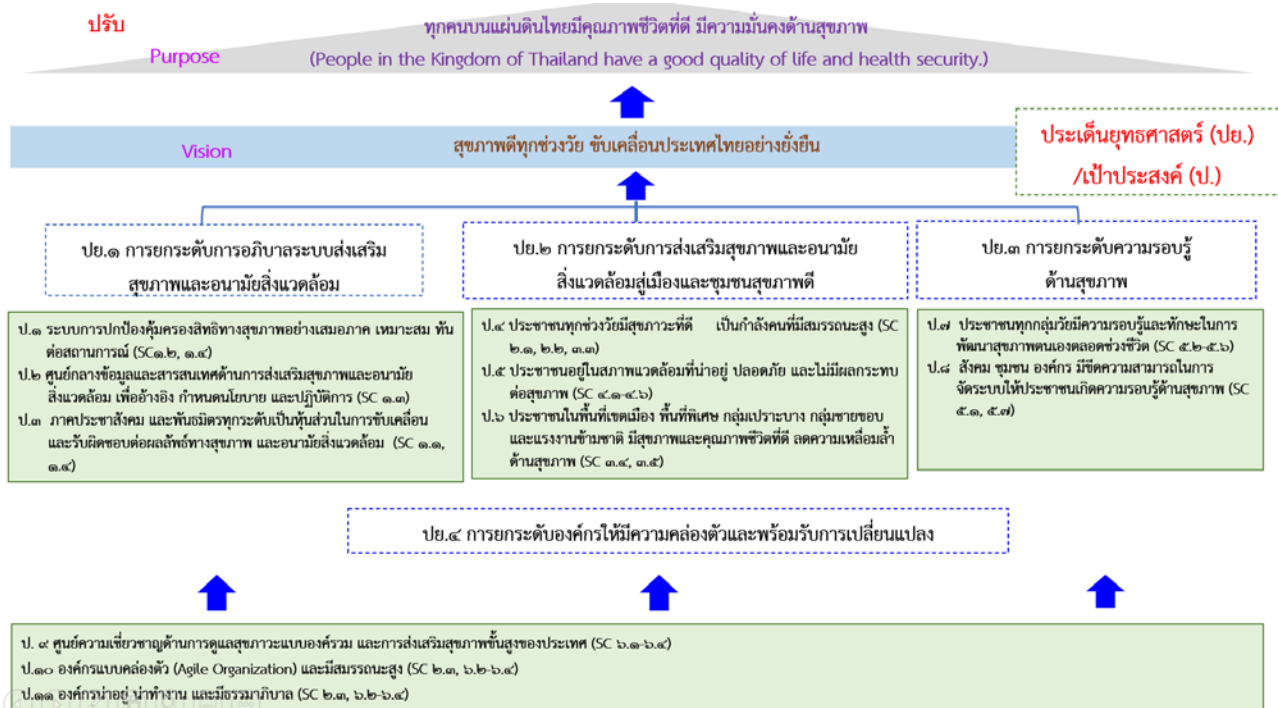 ปรับ
ทุกคนบนแผ่นดินไทยมีคุณภาพชีวิตที่ดี มีความมั่นคงด้านสุขภาพ
Purpose
(People in the Kingdom of Thailand have a good quality of life and health security.)
Vision
สุขภาพดีทุกช่วงวัย ขับเคลื่อนประเทศไทยอย่างยั่งยืน
ประเด็นยุทธศาสตร์ (ปย.)
/เป้าประสงค์ (ป.)
ปย.๑ การยกระดับการอภิบาลระบบส่งเสริม
สุขภาพและอนามัยสิ่งแวดล้อม
ป.๑ ระบบการปกป้องคุ้มครองสิทธิทางสุขภาพอย่างเสมอภาค เหมาะสม ทัน
ต่อสถานการณ์ (SC๑.๒, ๑.๔)
ป.๒ ศูนย์กลางข้อมูลและสารสนเทศด้านการส่งเสริมสุขภาพและอนามัย
สิ่งแวดล้อม เพื่ออ้างอิง กำหนดนโยบาย และปฏิบัติการ (SC ๑.๓)
ป.๓ ภาคประชาสังคม และพันธมิตรทุกระดับเป็นหุ้นส่วนในการขับเคลื่อน
และรับผิดชอบต่อผลลัพธ์ทางสุขภาพ และอนามัยสิ่งแวดล้อม (SC ๑.๑,
๑.๔)
ปย.๒ การยกระดับการส่งเสริมสุขภาพและอนามัย
สิ่งแวดล้อมสู่เมืองและชุมชนสุขภาพดี
ป.๔ ประชาชนทุกช่วงวัยมีสุขภาวะที่ดี เป็นกำลังคนที่มีสมรรถนะสูง (SC
๒.๑, ๒.๒, ๓.๓)
ป.๕ ประชาชนอยู่ในสภาพแวดล้อมที่น่าอยู่ ปลอดภัย และไม่มีผลกระทบ
ต่อสุขภาพ (SC ๔.๑-๔.๖)
ป.๖ ประชาชนในพื้นที่เขตเมือง พื้นที่พิเศษ กลุ่มเปราะบาง กลุ่มชายขอบ
และแรงงานข้ามชาติ มีสุขภาพและคุณภาพชีวิตที่ดี ลดความเหลื่อมล้ำ
ด้านสุขภาพ (SC ๓.๔, ๓.๕)
ปย.๓ การยกระดับความรอบรู้
ด้านสุขภาพ
ป.๗ ประชาชนทุกกลุ่มวัยมีความรอบรู้และทักษะในการ
พัฒนาสุขภาพตนเองตลอดช่วงชีวิต (SC ๕.๒-๕.๖)
ป.๘ สังคม ชุมชน องค์กร มีขีดความสามารถในการ
จัดระบบให้ประชาชนเกิดความรอบรู้ด้านสุขภาพ (SC
๕.๑, ๕.๗)
ปย.๔ การยกระดับองค์กรให้มีความคล่องตัวและพร้อมรับการเปลี่ยนแปลง
ป. ๙ ศูนย์ความเชี่ยวชาญด้านการดูแลสุขภาวะแบบองค์รวม และการส่งเสริมสุขภาพขั้นสูงของประเทศ (SC ๖.๑-๖.๔)
ป.๑๐ องค์กรแบบคล่องตัว (Agile Organization) และมีสมรรถนะสูง (SC ๒.๓, ๖.๒-๖.๔)
ป.๑๑ องค์กรน่าอยู่ น่าทำงาน และมีธรรมาภิบาล (SC ๒.๓, ๖.๒-๖.๔)